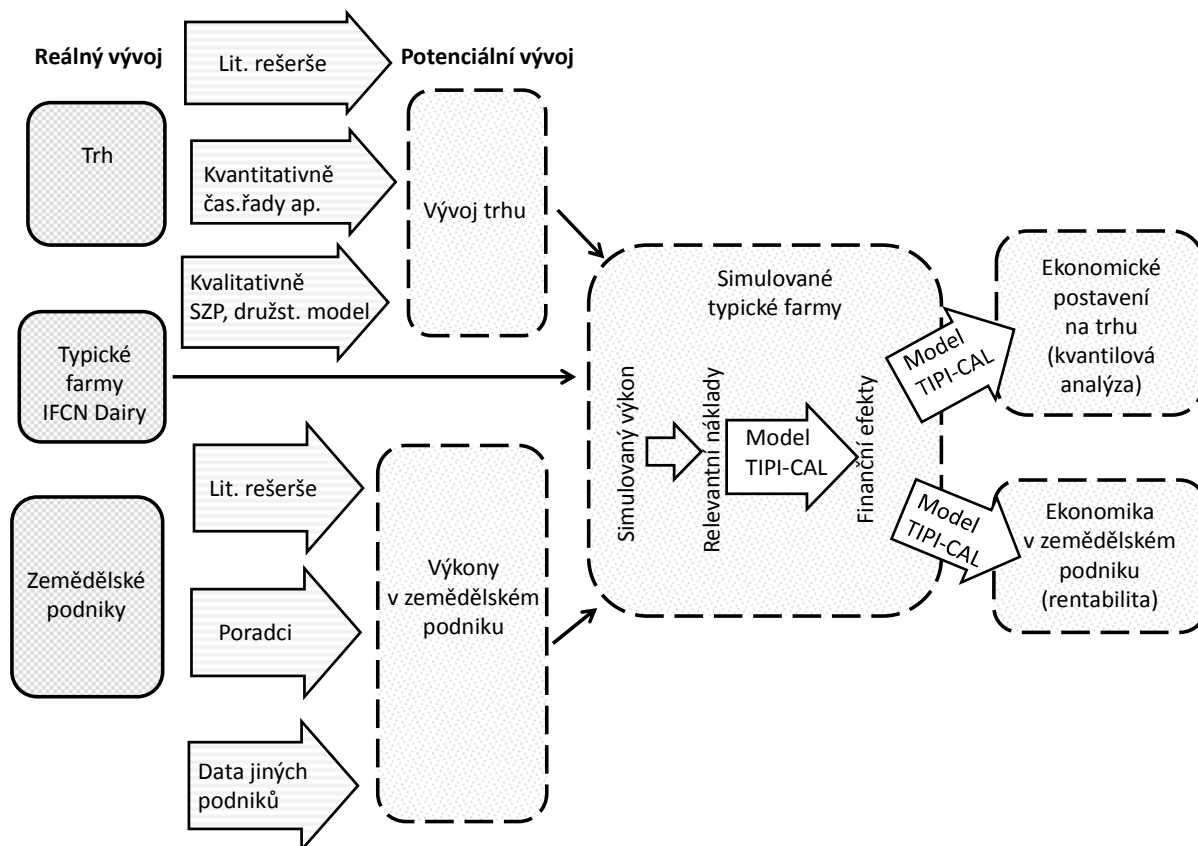 Reálný vývoj
Lit. rešerše
Potenciální vývoj
Trh
Kvantitativně
čas.řady ap.
Vývoj trhu
Kvalitativně
SZP, družst. model
Typické
farmy
IFCN Dairy
Lit. rešerše
Zemědělské
podniky
Poradci
Data jiných
podniků
Výkony
v zemědělském
podniku
Simulované
typické farmy
Simulovaný výkon
Relevantní náklady
Model
TIPI-CAL
Finanční efekty
Model
TIPI-CAL
Ekonomické
postavení
na trhu
(kvantilová
analýza)
Model
TIPI-CAL
Ekonomika
v zemědělském
podniku
(rentabilita)